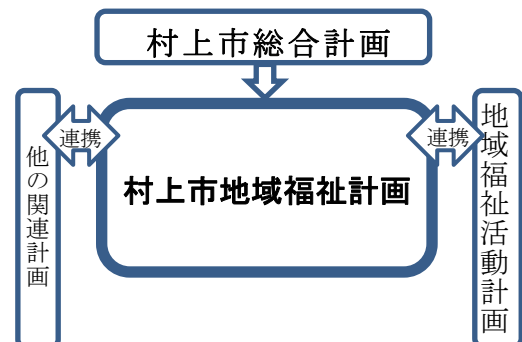 村上市総合計画
連携
連携
他の関連計画
村上市地域福祉計画
地域福祉活動計画